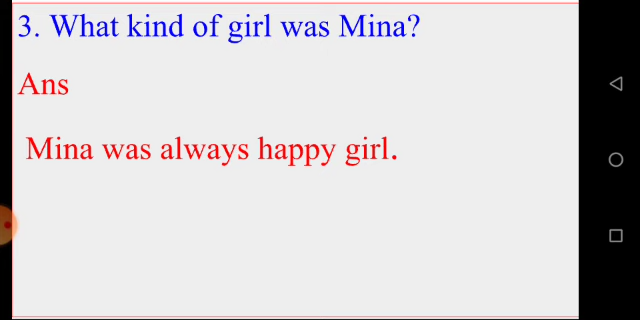 3. What kind of girl was Mina?
Ans
Mina was always happy girl.